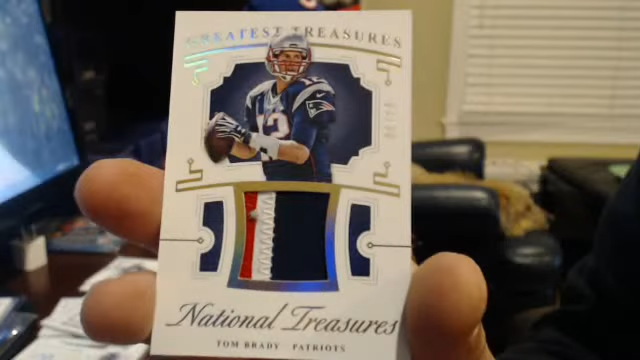 GREATEST TREASURES
12
National Treasures
TOM BRADY PATRIOTS